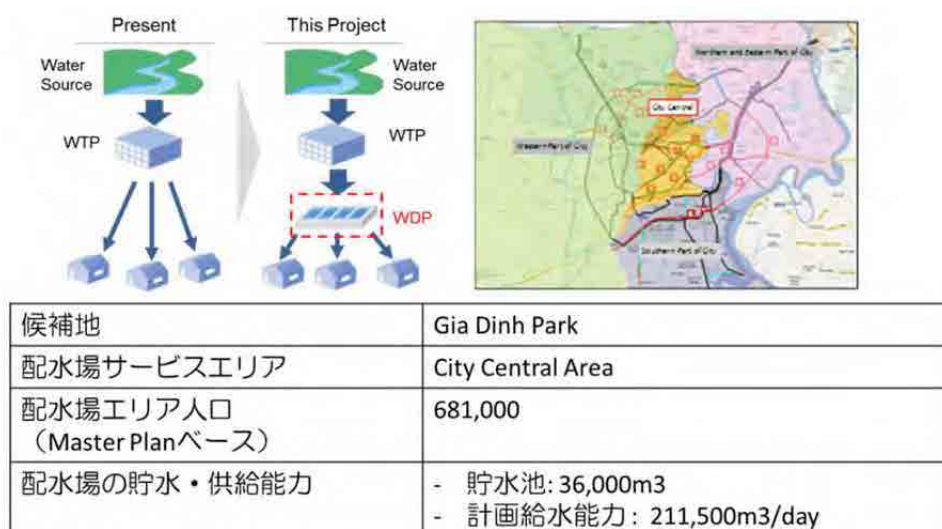 Present
This Project
Water
Source
Water
Source
WTP
WTP
WDP
Northern and Eastern Part of City
City Central
Western Part of City
Southern Part of City
候補地
Gia Dinh Park
配水場サービスエリア
City Central Area
配水場エリア人口
（Master Planベース）
681,000
配水場の貯水・供給能力
- 貯水池: 36,000m3
- 計画給水能力 : 211,500m3/day